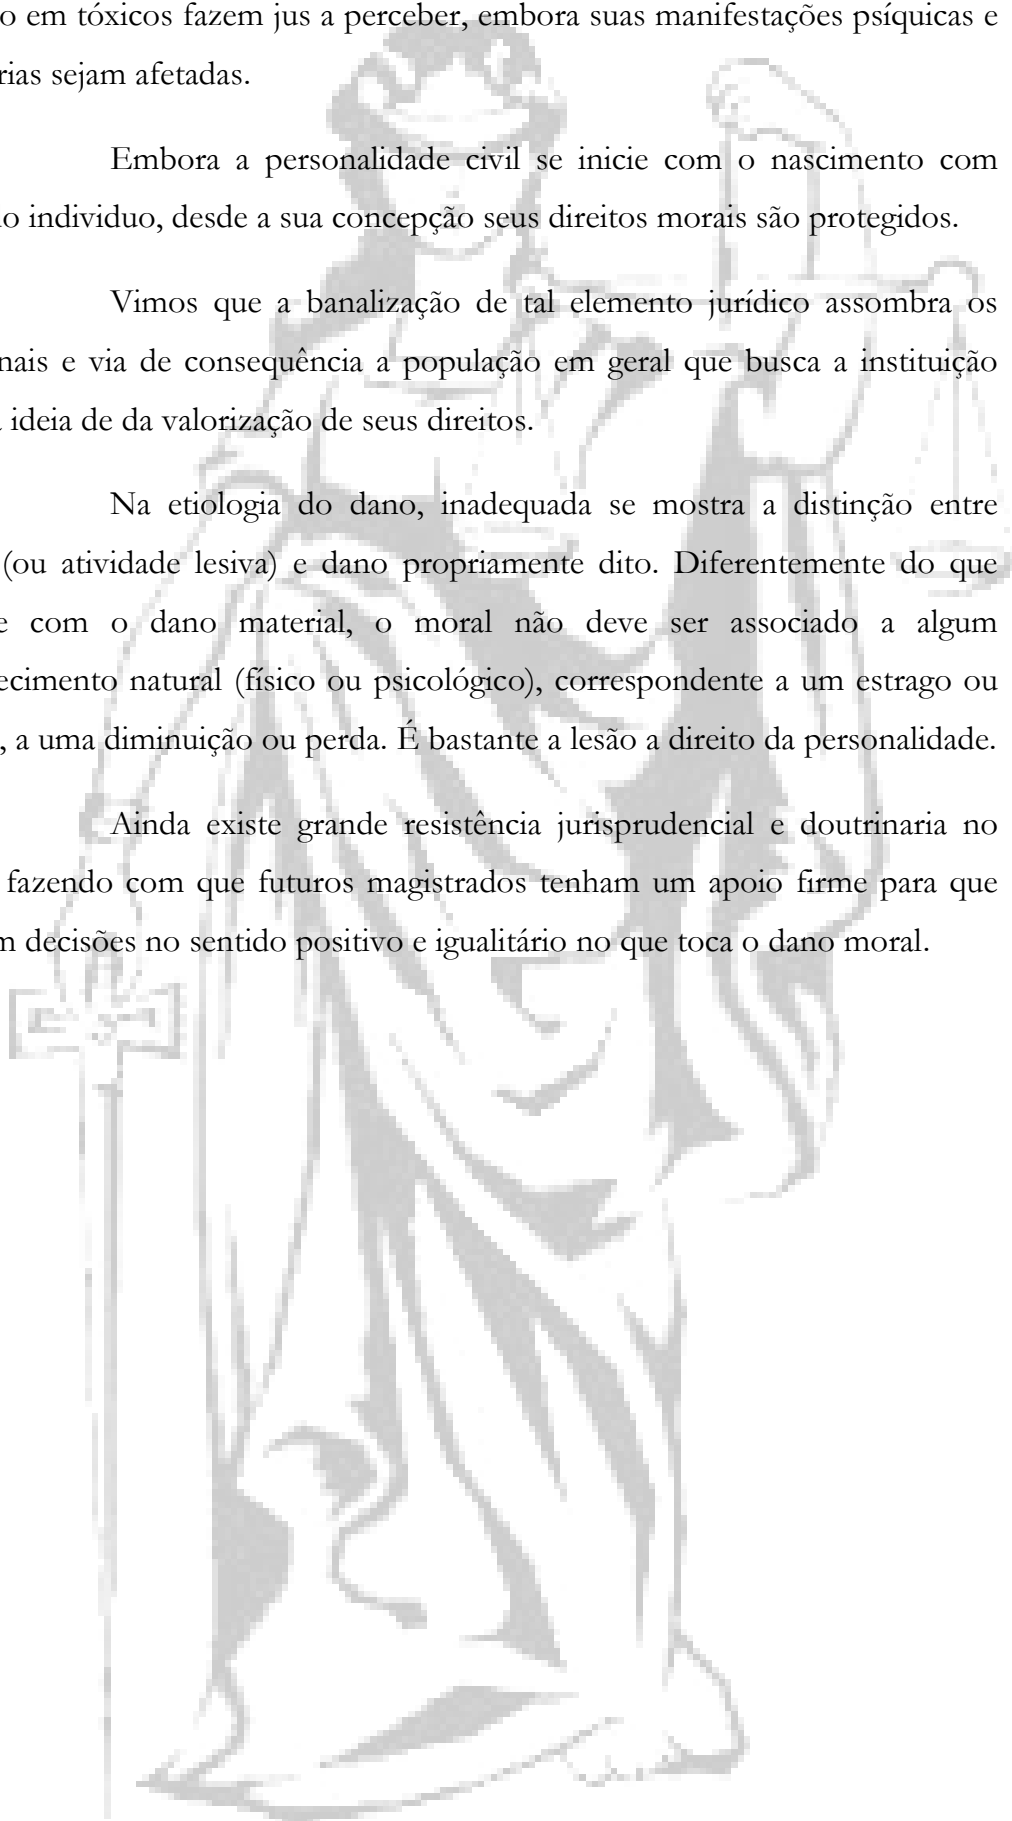 o em tóxicos fazem jus a perceber, embora suas manifestações psíquicas e
rias sejam afetadas.
Embora a personalidade civil se inicie com o nascimento com
o individuo, desde a sua concepção seus direitos morais são protegidos.
Vimos que a banalização de tal elemento jurídico assombra os
nais e via de consequência a população em geral que busca a instituição
ideia de da valorização de seus direitos.
Na etiologia do dano, inadequada se mostra a distinção entre
(ou atividade lesiva) e dano propriamente dito. Diferentemente do que
e com o dano material, o moral não deve ser associado a algum
ecimento natural (físico ou psicológico), correspondente a um estrago ou
, a uma diminuição ou perda. É bastante a lesão a direito da personalidade.
Ainda existe grande resistência jurisprudencial e doutrinaria no
fazendo com que futuros magistrados tenham um apoio firme para que
m decisões no sentido positivo e igualitário no que toca o dano moral.